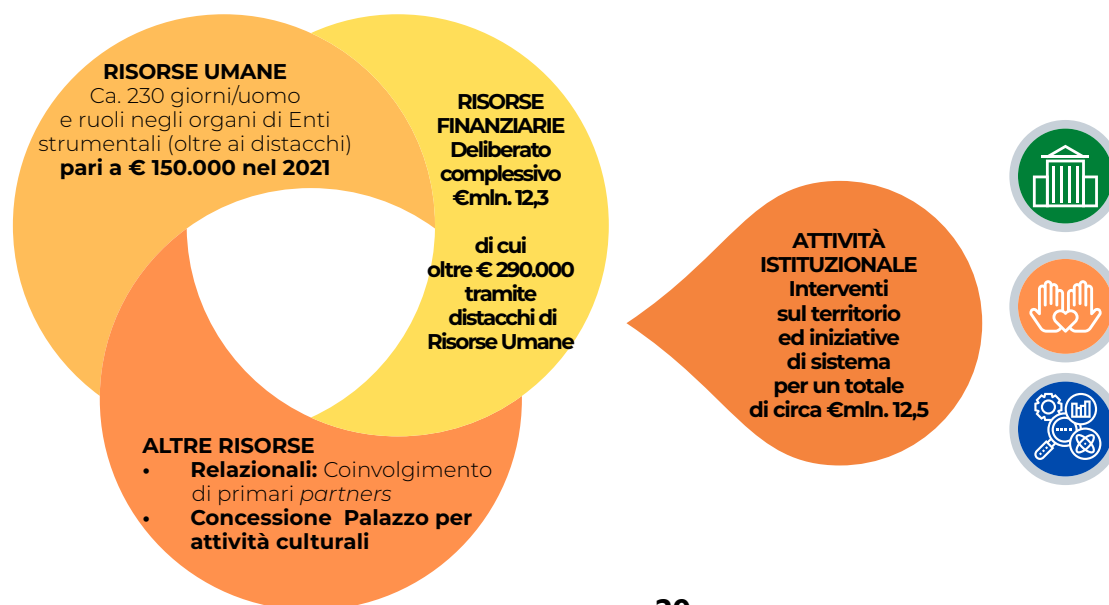 RISORSE UMANE
Ca. 230 giorni/uomo
e ruoli negli organi di Enti
strumentali (oltre ai distacchi)
pari a € 150.000 nel 2021
RISORSE
FINANZIARIE
Deliberato
complessivo
€mln. 12,3
di cui
oltre € 290.000
tramite
distacchi di
Risorse Umane
ALTRE RISORSE
• Relazionali: Coinvolgimento
di primari partners
• Concessione Palazzo per
attività culturali
ATTIVITÀ
ISTITUZIONALE
Interventi
sul territorio
ed iniziative
di sistema
per un totale
di circa €mln. 12,5